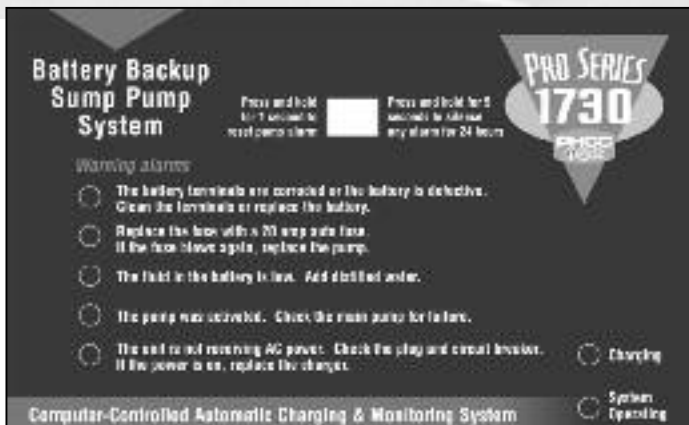 Battery Backup
Sump Pump
System
Press and hold
for 1 second to
reset pump alarm
Press and hold for 5
seconds to silence
any alarm for 24 hours
PRO SERIES
1730
PHCC
Warning alarms
The battery terminals are corroded or the battery is defective.
Clean the terminals or replace the battery.
Replace the fuse with a 20 amp auto fuse.
If the fuse blows again, replace the pump.
The fluid in the battery is low. Add distilled water.
The pump was activated. Check the main pump for failure.
The unit is not receiving AC power. Check the plug and circuit breaker.
If the power is on, replace the charger.
Charging
System
Operating
Computer-Controlled Automatic Charging & Monitoring System